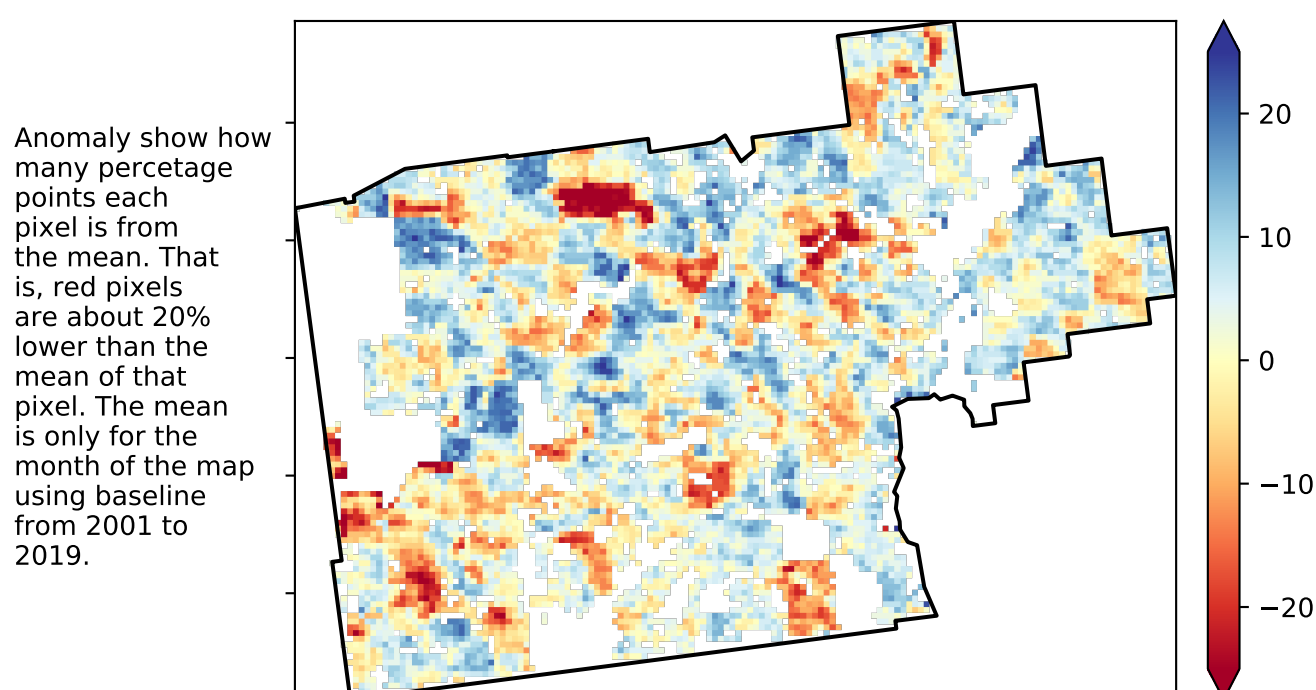 Anomaly show how
many percetage
points each
pixel is from
the mean. That
is, red pixels
are about 20%
lower than the
mean of that
pixel. The mean
is only for the
month of the map
using baseline
from 2001 to
2019.
20
10
0
−10
−20